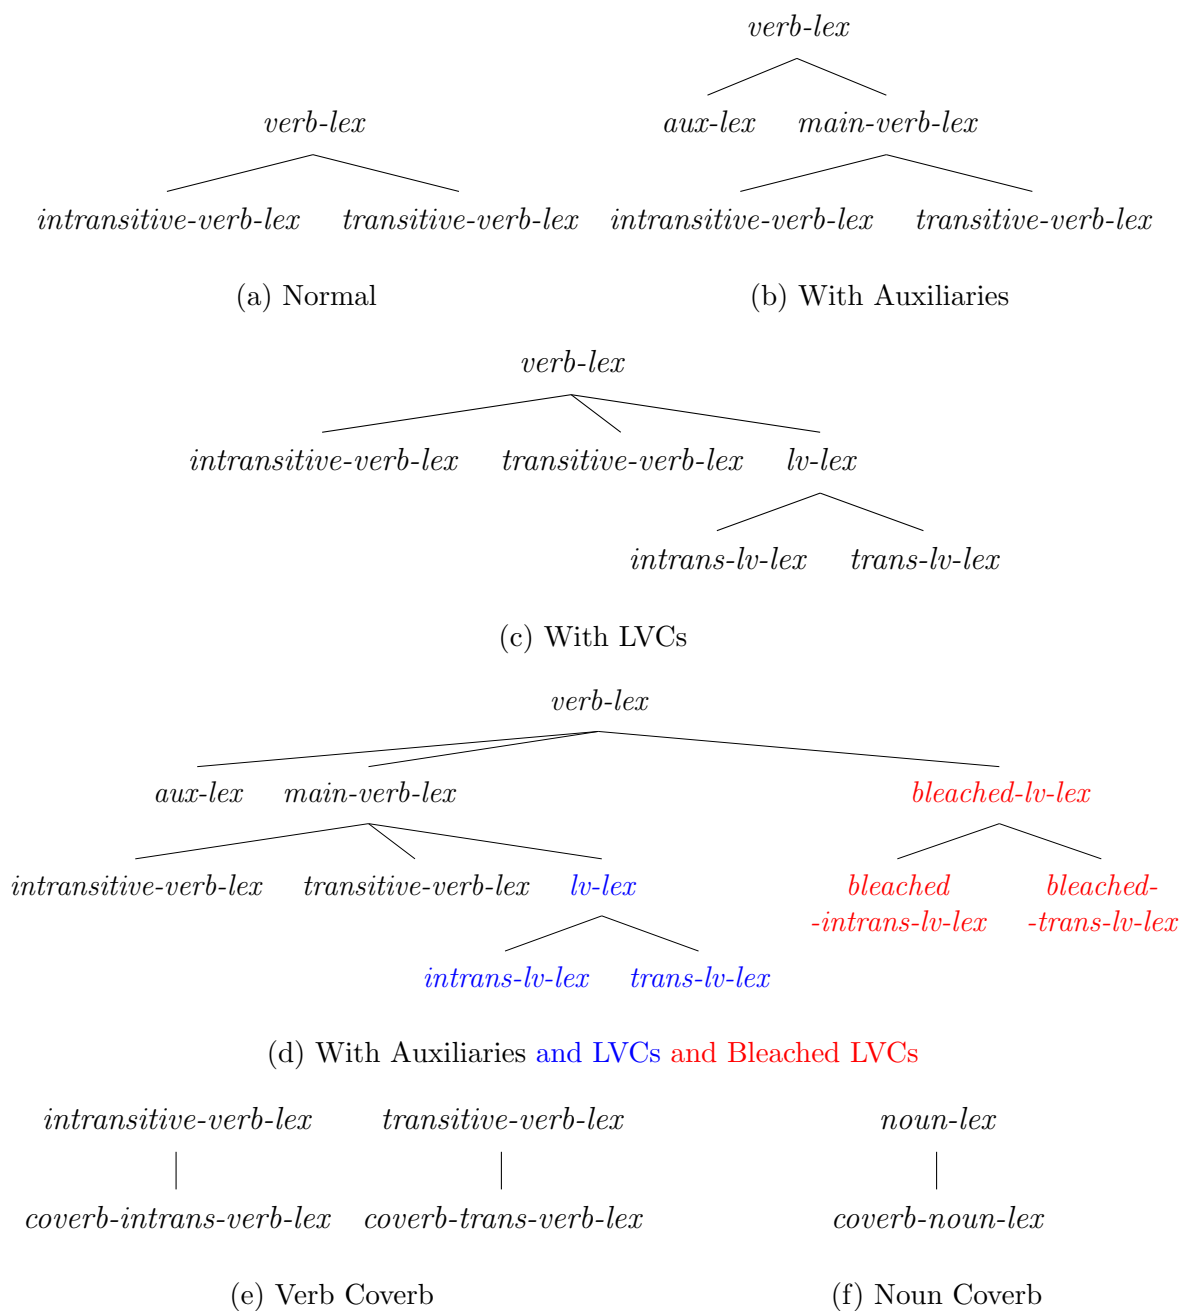 verb-lex
intransitive-verb-lex transitive-verb-lex
(a) Normal
verb-lex
aux-lex main-verb-lex
intransitive-verb-lex transitive-verb-lex
(b) With Auxiliaries
verb-lex
intransitive-verb-lex transitive-verb-lex lv-lex
intrans-lv-lex trans-lv-lex
(c) With LVCs
verb-lex
aux-lex main-verb-lex bleached-lv-lex
intransitive-verb-lex transitive-verb-lex lv-lex bleached bleached-
-intrans-lv-lex -trans-lv-lex
intrans-lv-lex trans-lv-lex
(d) With Auxiliaries and LVCs and Bleached LVCs
intransitive-verb-lex transitive-verb-lex
coverb-intrans-verb-lex coverb-trans-verb-lex
(e) Verb Coverb
noun-lex
coverb-noun-lex
(f) Noun Coverb